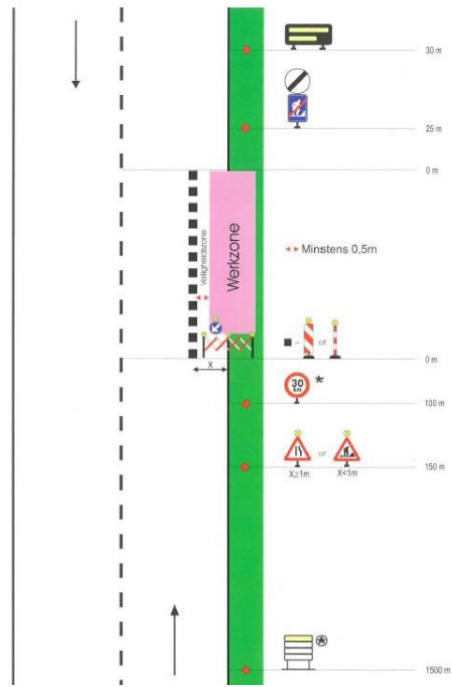 30 m
25 m
0 m
Veiligheidszone
Werkzone
Minstens 0,5m
of
0 m
X
30
km
100 m
of
X≥1m
X<1m
150 m
1500 m